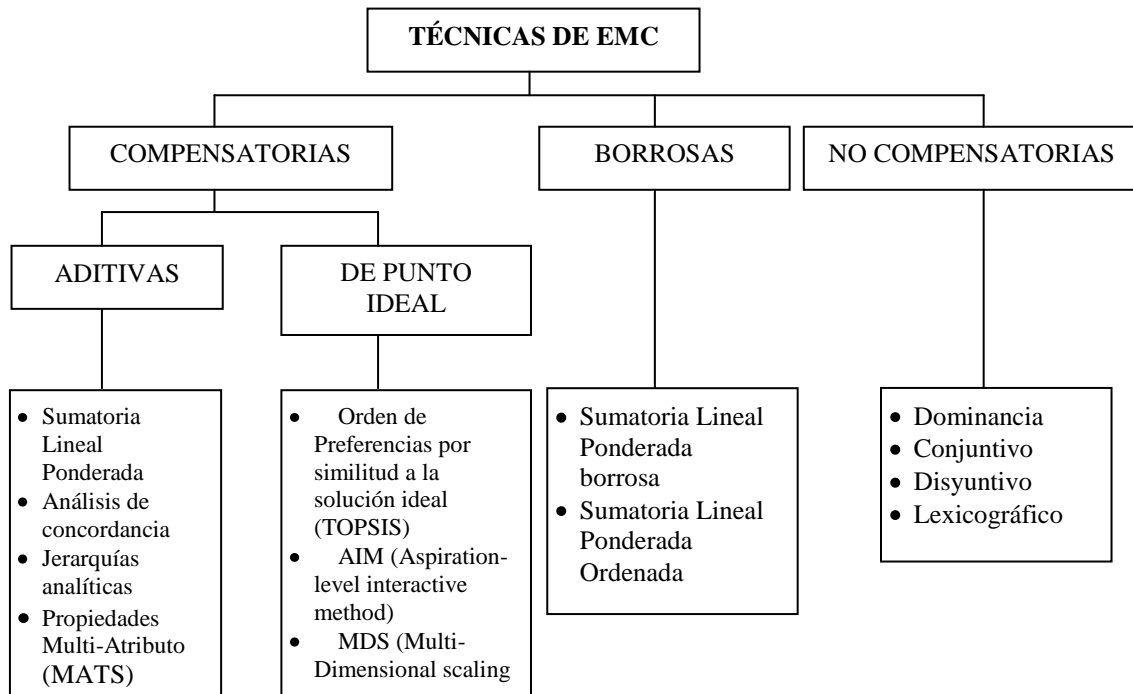 TÉCNICAS DE EMC
COMPENSATORIAS
BORROSAS
NO COMPENSATORIAS
ADITIVAS
DE PUNTO
IDEAL
• Sumatoria
Lineal
Ponderada
• Análisis de
concordancia
• Jerarquías
analíticas
• Propiedades
Multi-Atributo
(MATS)
• Orden de
Preferencias por
similitud a la
solución ideal
(TOPSIS)
• AIM (Aspiration-
level interactive
method)
• MDS (Multi-
Dimensional scaling
• Sumatoria Lineal
Ponderada
borrosa
• Sumatoria Lineal
Ponderada
Ordenada
• Dominancia
• Conjuntivo
• Disyuntivo
• Lexicográfico